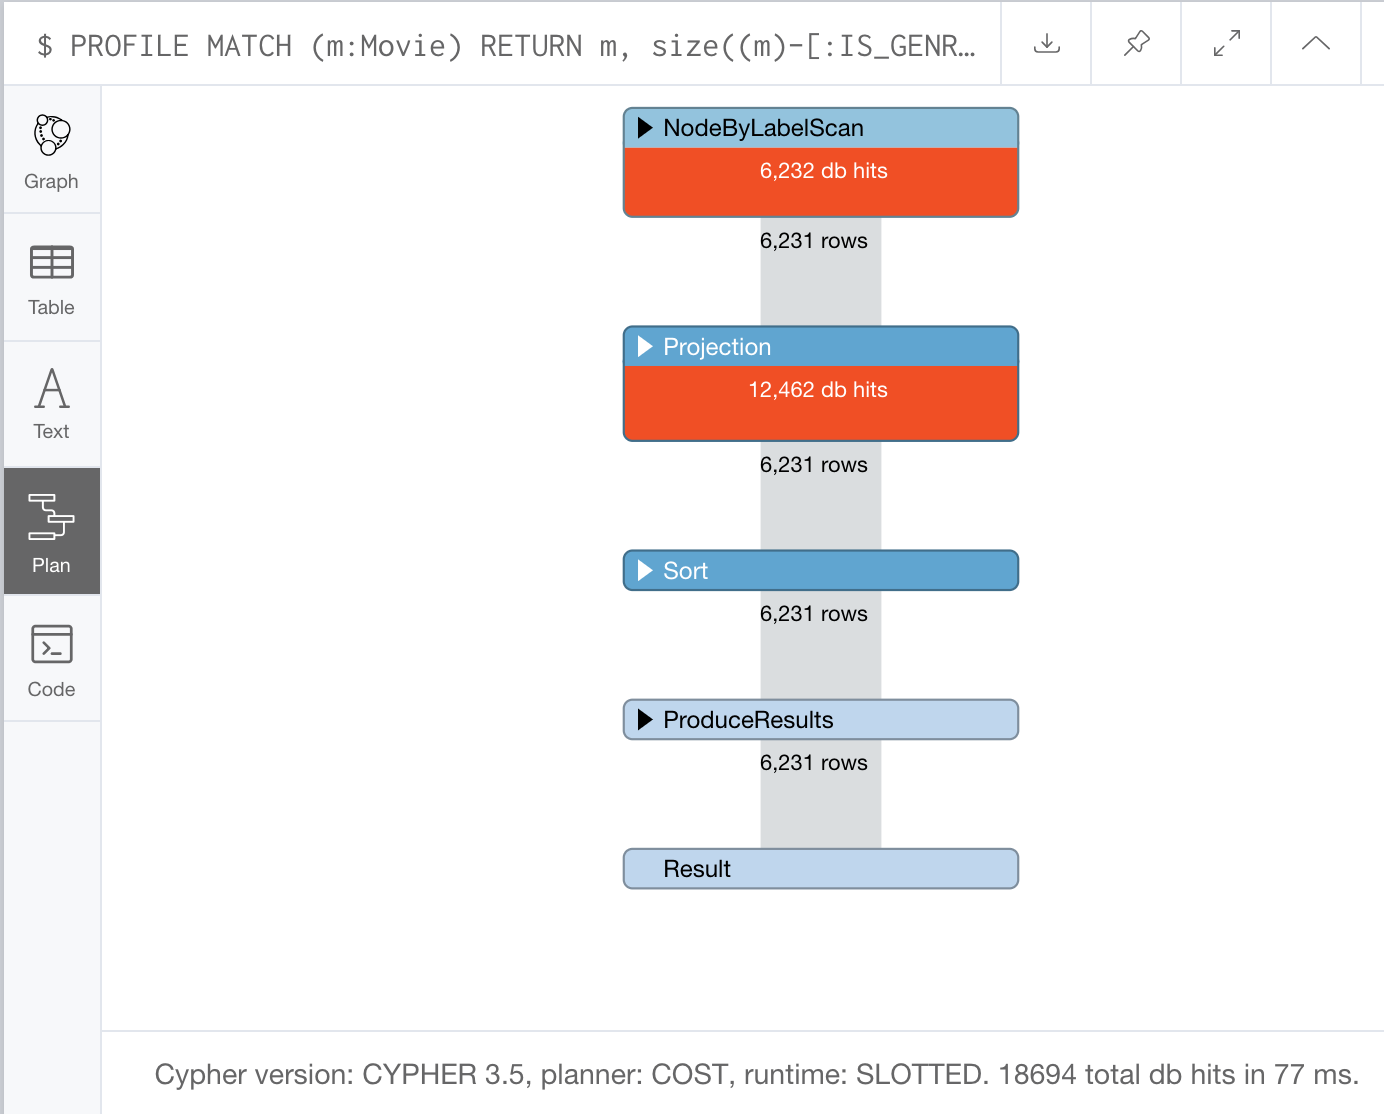 $ PROFILE MATCH (m:Movie) RETURN m, size((m)-[:IS_GENR…
Graph
Table
Text
Plan
Code
NodeByLabelScan
6,232 db hits
6,231 rows
Projection
12,462 db hits
6,231 rows
Sort
6,231 rows
ProduceResults
6,231 rows
Result
Cypher version: CYPHER 3.5, planner: COST, runtime: SLOTTED. 18694 total db hits in 77 ms.